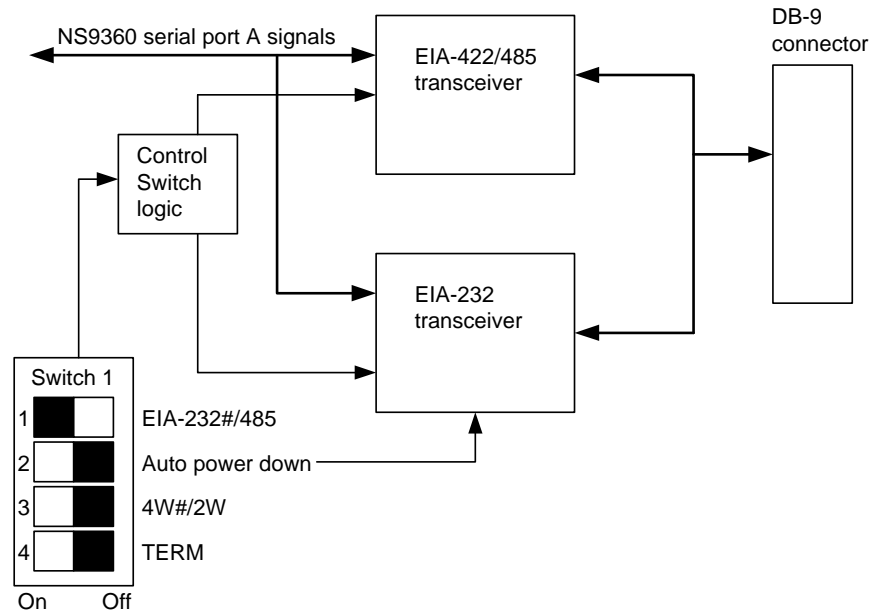 DB-9
connector
NS9360 serial port A signals
EIA-422/485
transceiver
Control
Switch
logic
EIA-232
transceiver
Switch 1
1 EIA-232#/485
2 Auto power down
3 4W#/2W
4 TERM
On Off